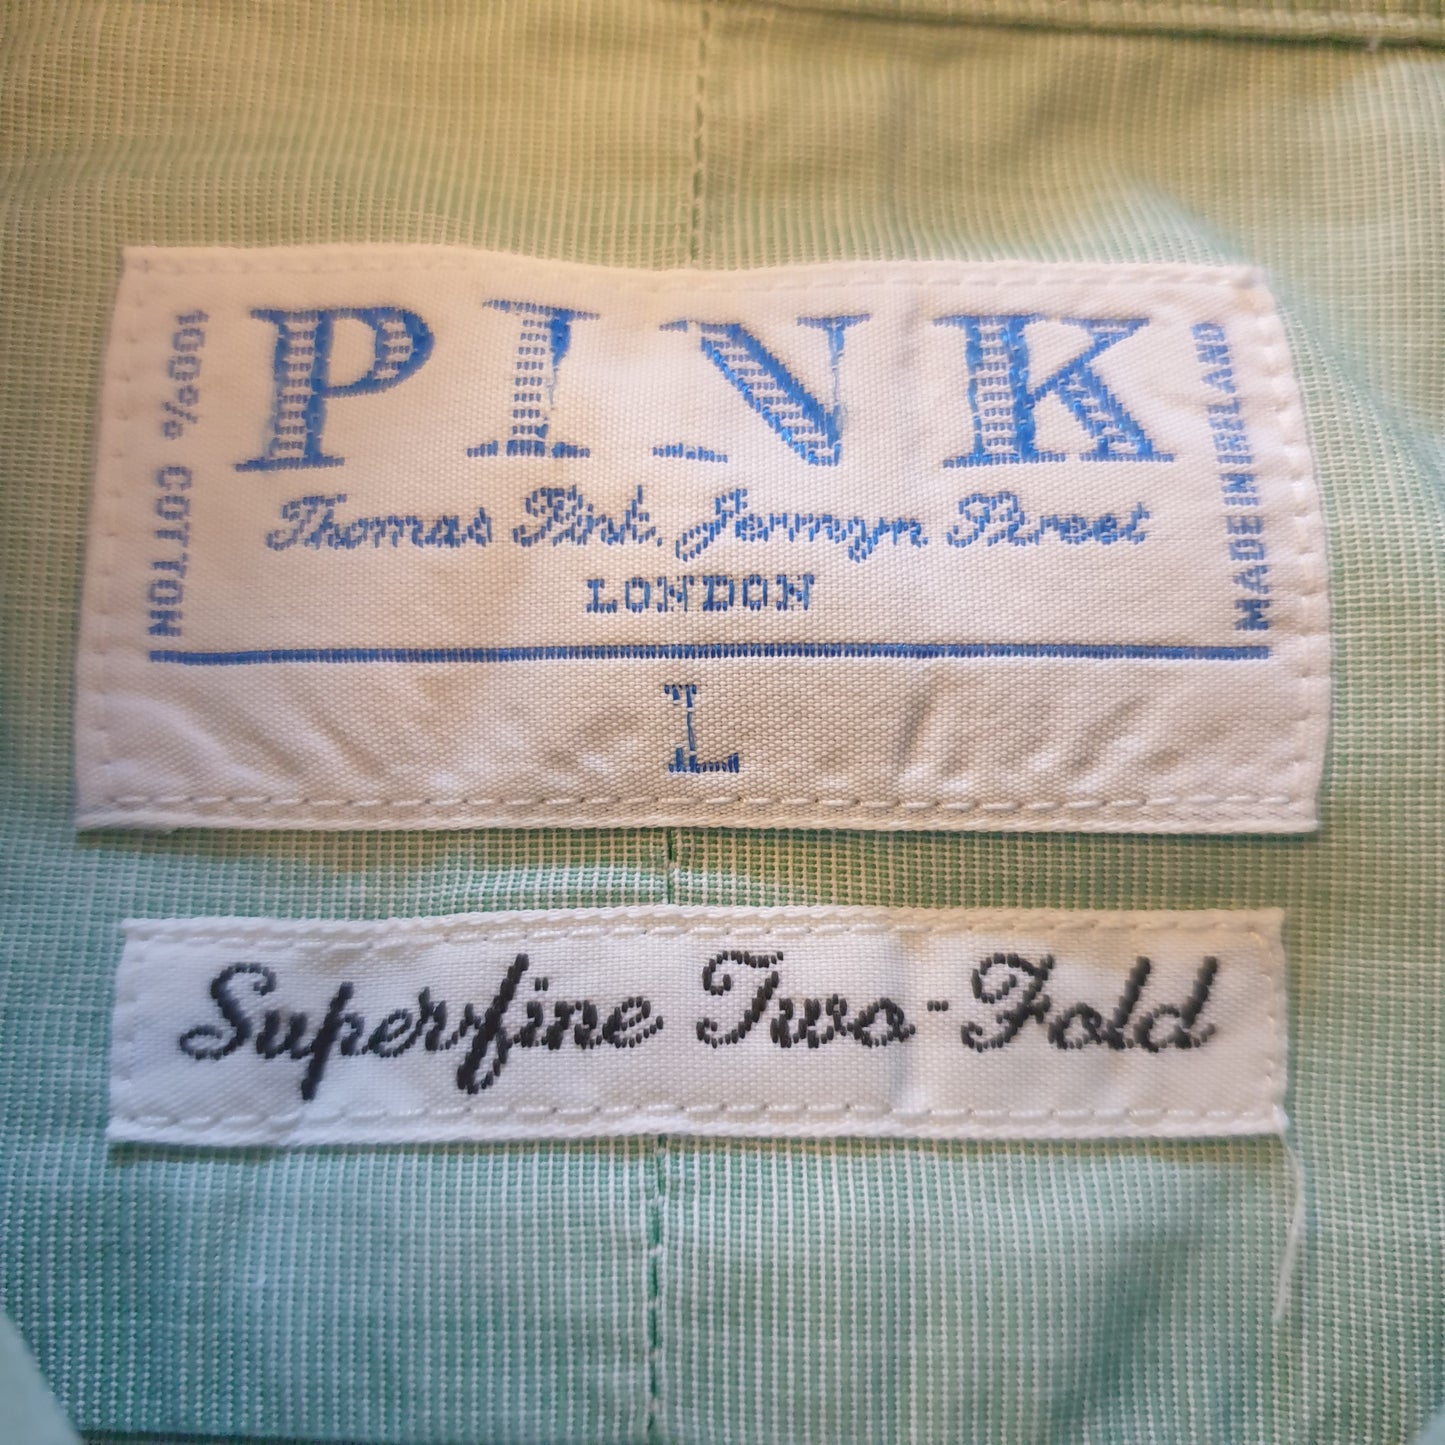 PINK
Thomas Pink, Jermyn Street
LONDON
100% COTTON
MADE IN IRELAND
L
Superfine Two-Fold